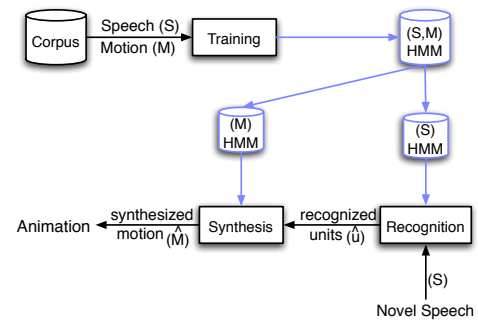 Corpus
Speech (S)
Motion (M)
Training
(S,M)
HMM
(M)
HMM
(S)
HMM
Animation
synthesized
motion (M̂)
Synthesis
recognized
units (û)
Recognition
(S)
Novel Speech